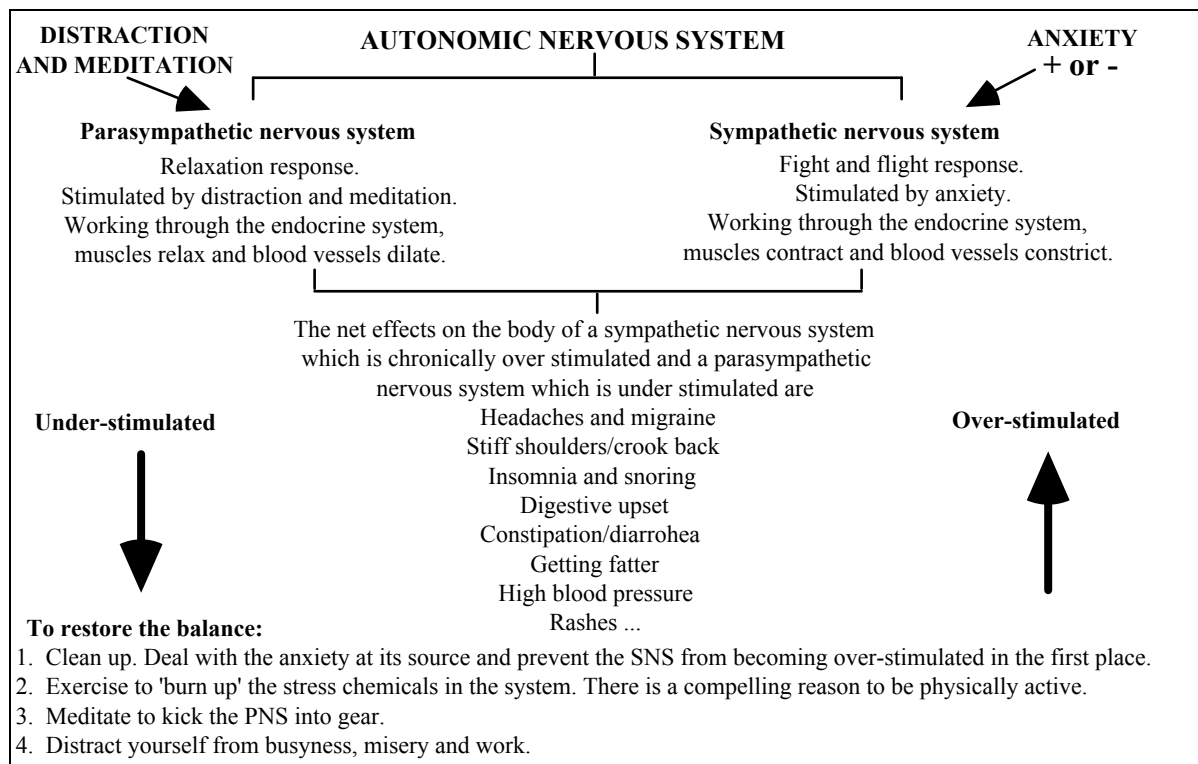 DISTRACTION
AND MEDITATION
AUTONOMIC NERVOUS SYSTEM
ANXIETY
+ or -
Parasympathetic nervous system
Relaxation response.
Stimulated by distraction and meditation.
Working through the endocrine system,
muscles relax and blood vessels dilate.
Sympathetic nervous system
Fight and flight response.
Stimulated by anxiety.
Working through the endocrine system,
muscles contract and blood vessels constrict.
The net effects on the body of a sympathetic nervous system
which is chronically over stimulated and a parasympathetic
nervous system which is under stimulated are
Headaches and migraine
Stiff shoulders/crook back
Insomnia and snoring
Digestive upset
Constipation/diarrohea
Getting fatter
High blood pressure
Rashes ...
Under-stimulated
Over-stimulated
To restore the balance:
1. Clean up. Deal with the anxiety at its source and prevent the SNS from becoming over-stimulated in the first place.
2. Exercise to 'burn up' the stress chemicals in the system. There is a compelling reason to be physically active.
3. Meditate to kick the PNS into gear.
4. Distract yourself from busyness, misery and work.